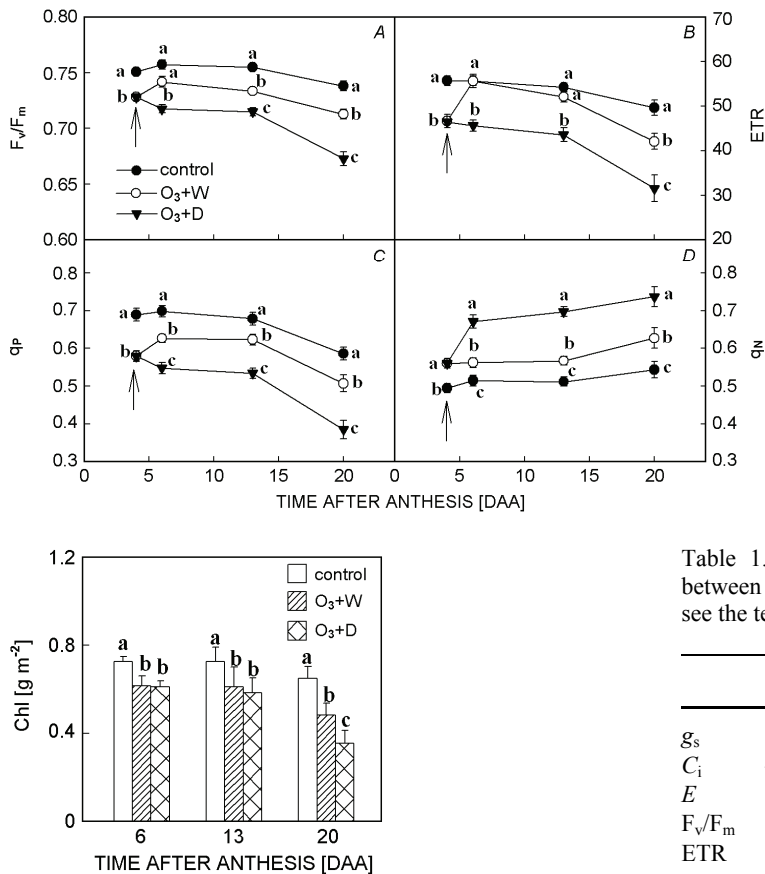 0.80
0.75
0.70
0.65
0.60
Fv/Fm
A
a
a
a
a
b
a
b
b
b
c
c
control
O3+W
O3+D
B
70
60
50
40
30
20
ETR
a
a
a
a
b
b
a
b
b
c
C
0.8
0.7
0.6
0.5
0.4
0.3
qP
a
a
a
a
b
b
b
b
c
c
c
0 5 10 15 20
D
0.8
0.7
0.6
0.5
0.4
0.3
qN
a
a
a
a
b
b
b
b
c
c
c
0 5 10 15 20
TIME AFTER ANTHESIS [DAA]
1.2
0.8
0.4
0
Chl [g m-2]
control
O3+W
O3+D
a b b
a b b
a b c
6 13 20
TIME AFTER ANTHESIS [DAA]
Table 1.
between
see the te
gs
Ci
E
Fv/Fm
ETR